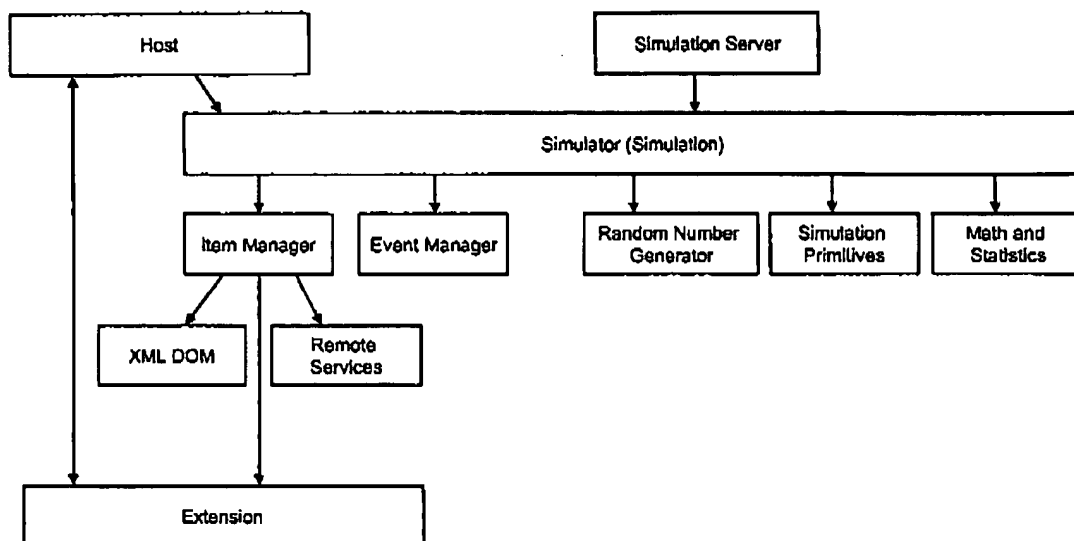 Host
Simulation Server
Simulator (Simulation)
Item Manager
Event Manager
Random Number
Generator
Simulation
Primitives
Math and
Statistics
XML DOM
Remote
Services
Extension